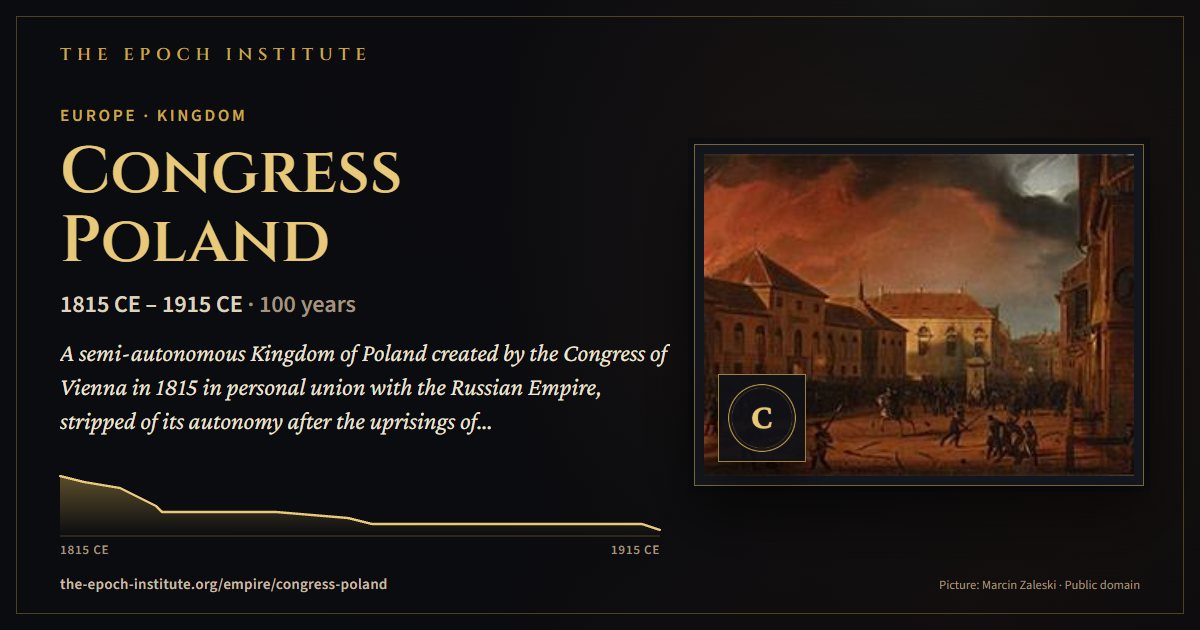 THE EPOCH INSTITUTE
EUROPE · KINGDOM
CONGRESS
POLAND
1815 CE – 1915 CE · 100 years
A semi-autonomous Kingdom of Poland created by the Congress of
Vienna in 1815 in personal union with the Russian Empire,
stripped of its autonomy after the uprisings of...
C
1815 CE
1915 CE
the-epoch-institute.org/empire/congress-poland
Picture: Marcin Zaleski · Public domain